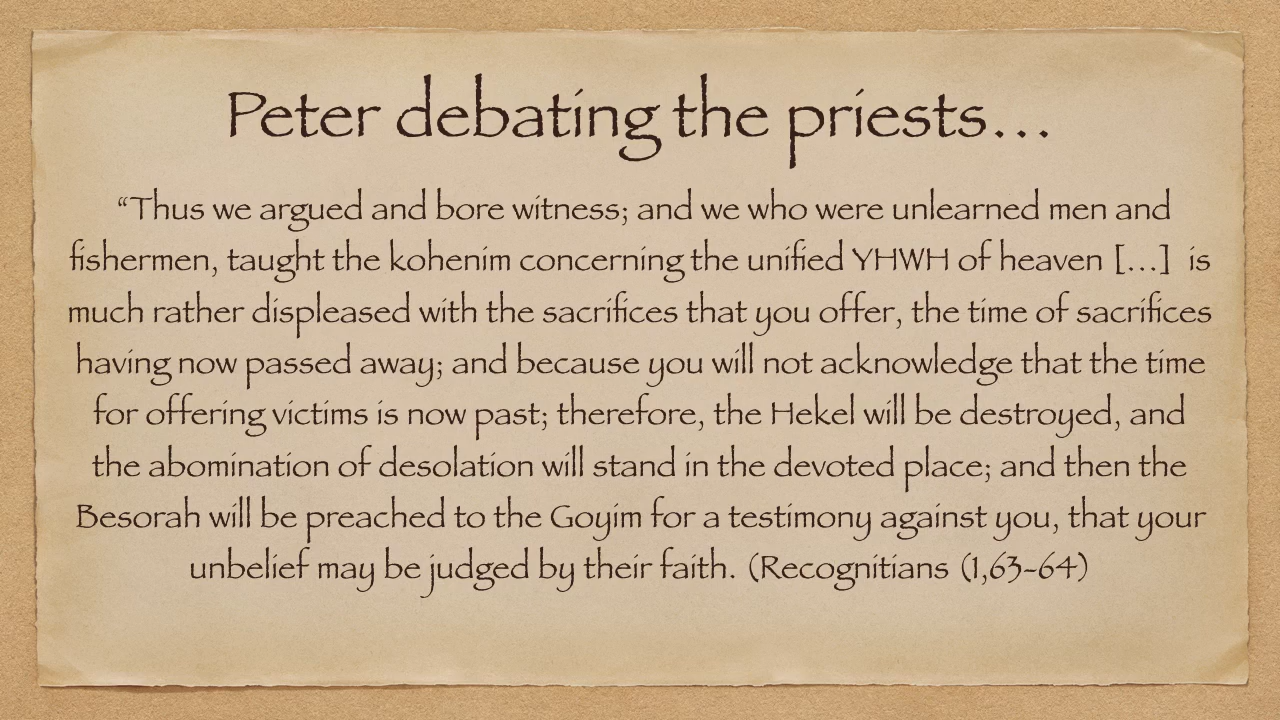 Peter debating the priests…
“Thus we argued and bore witness; and we who were unlearned men and
fishermen, taught the kohenim concerning the unified YHWH of heaven […] is
much rather displeased with the sacrifices that you offer, the time of sacrifices
having now passed away; and because you will not acknowledge that the time
for offering victims is now past; therefore, the Hekel will be destroyed, and
the abomination of desolation will stand in the devoted place; and then the
Besorah will be preached to the Goyim for a testimony against you, that your
unbelief may be judged by their faith. (Recognitians (1,63-64)